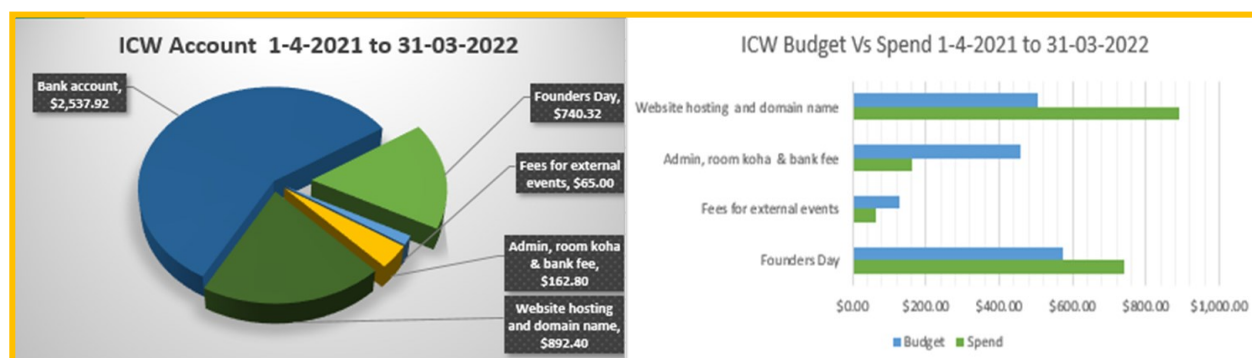 ICW Account 1-4-2021 to 31-03-2022
Bank account,
$2,537.92
Founders Day,
$740.32
Fees for external
events, $65.00
Admin, room koha
& bank fee,
$162.80
Website hosting
and domain name,
$892.40
ICW Budget Vs Spend 1-4-2021 to 31-03-2022
Website hosting and domain name
Admin, room koha & bank fee
Fees for external events
Founders Day
$0.00 $200.00 $400.00 $600.00 $800.00 $1,000.00
Budget Spend